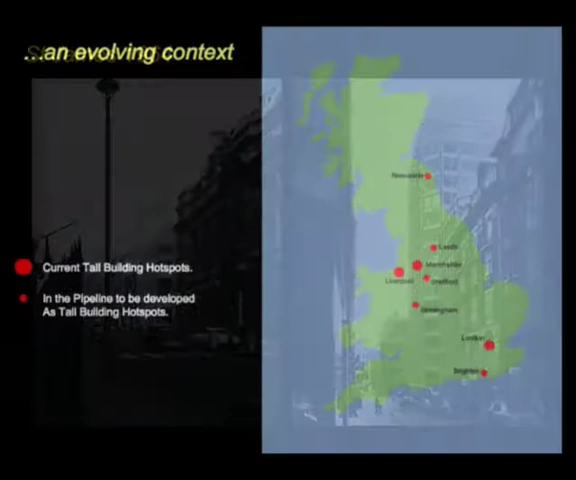 ...an evolving context
Newcastle
Leeds
Manchester
Liverpool
Sheffield
Birmingham
London
Brighton
Current Tall Building Hotspots.
In the Pipeline to be developed
As Tall Building Hotspots.